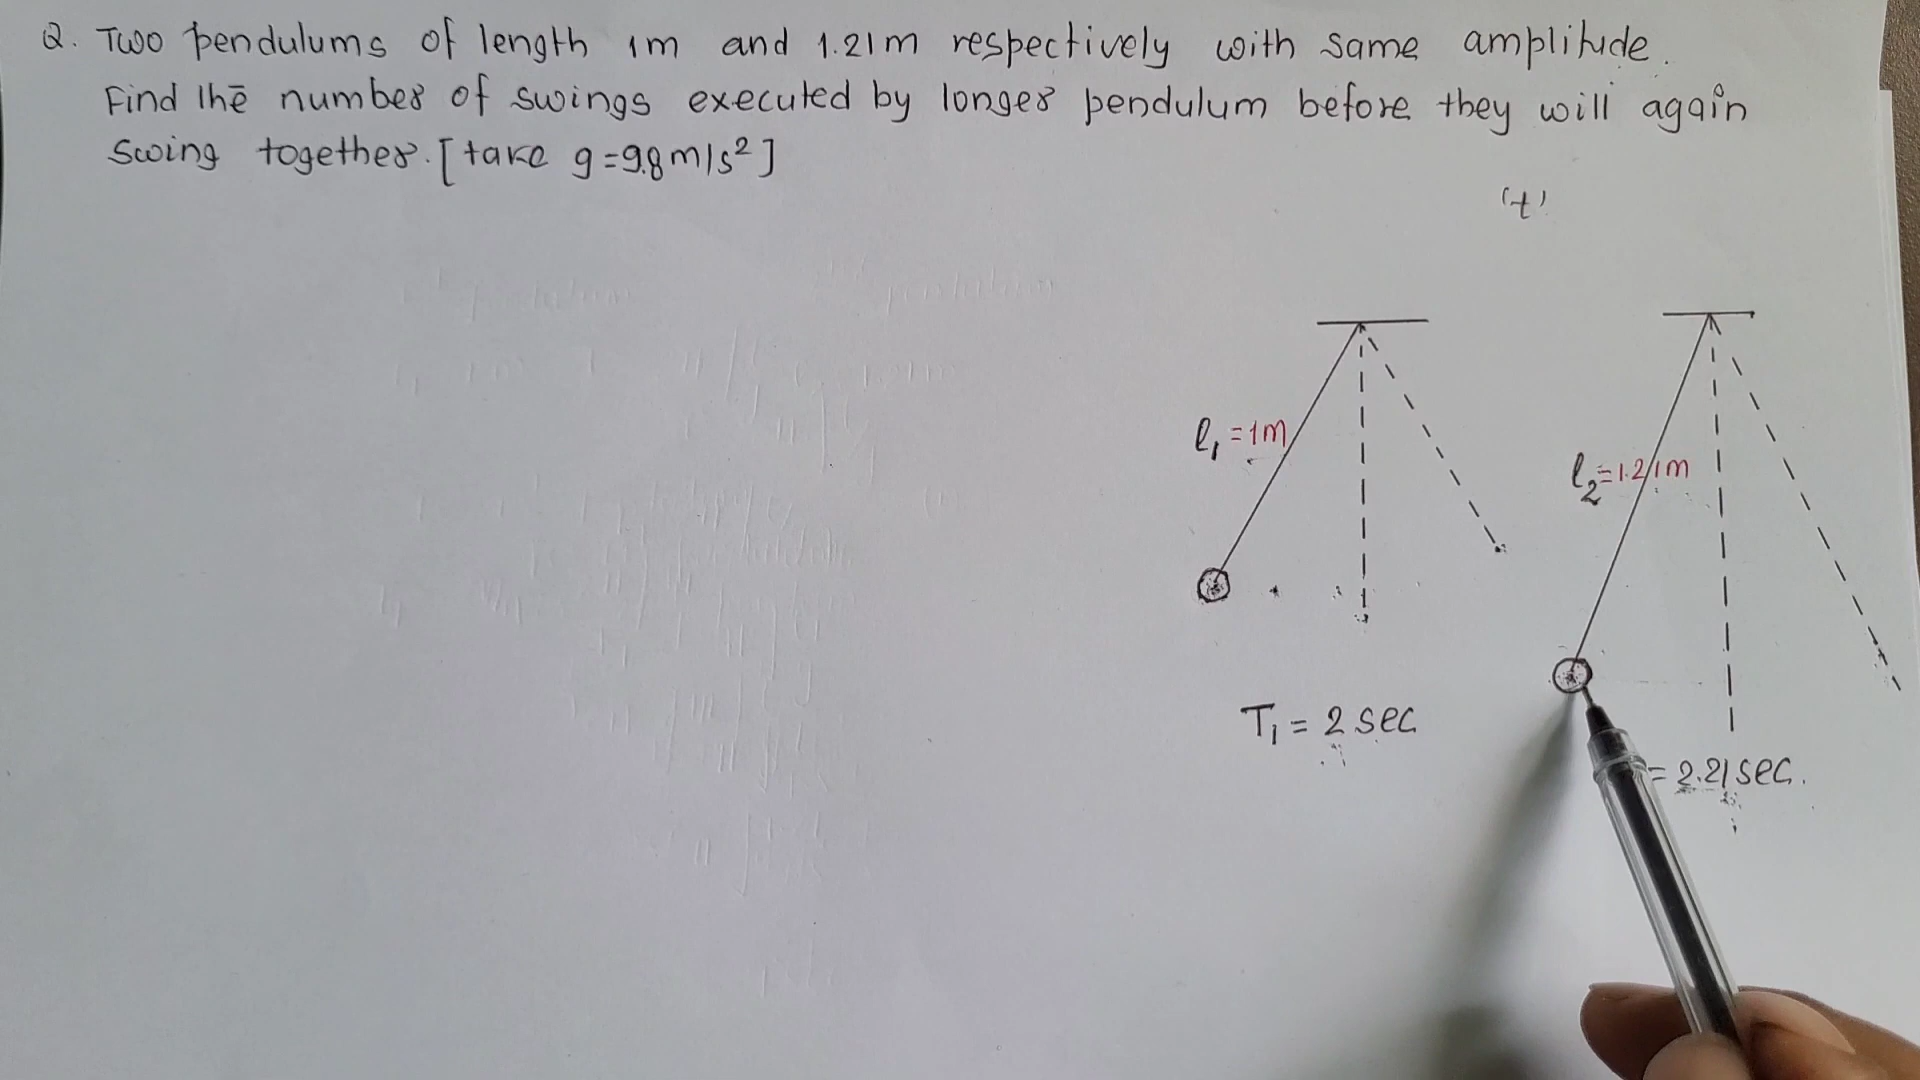 Q. Two pendulums of length 1m and 1.21m respectively with same amplitude.
Find the number of swings executed by longer pendulum before they will again
Swing together. [take g=9.8m/s²]
't'
l₁ =1m
l₂=1.21m
T₁ = 2 sec
= 2.21sec.